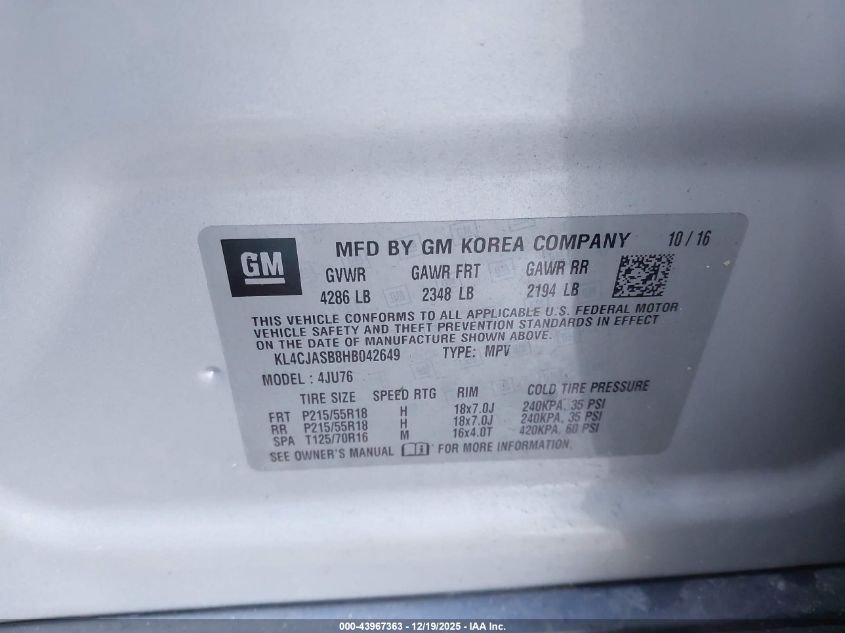 GM
MFD BY GM KOREA COMPANY 10 / 16
GVWR GAWR FRT GAWR RR
4286 LB 2348 LB 2194 LB
THIS VEHICLE CONFORMS TO ALL APPLICABLE U.S. FEDERAL MOTOR
VEHICLE SAFETY AND THEFT PREVENTION STANDARDS IN EFFECT
ON THE DATE OF MANUFACTURE SHOWN ABOVE.
KL4CJASB8HB042649 TYPE: MPV
MODEL : 4JU76
TIRE SIZE SPEED RTG RIM COLD TIRE PRESSURE
FRT P215/55R18 H 18x7.0J 240KPA, 35 PSI
RR P215/55R18 H 18x7.0J 240KPA, 35 PSI
SPA T125/70R16 M 16x4.0T 420KPA, 60 PSI
SEE OWNER'S MANUAL FOR MORE INFORMATION.
000-43967363 - 12/19/2025 - IAA Inc.